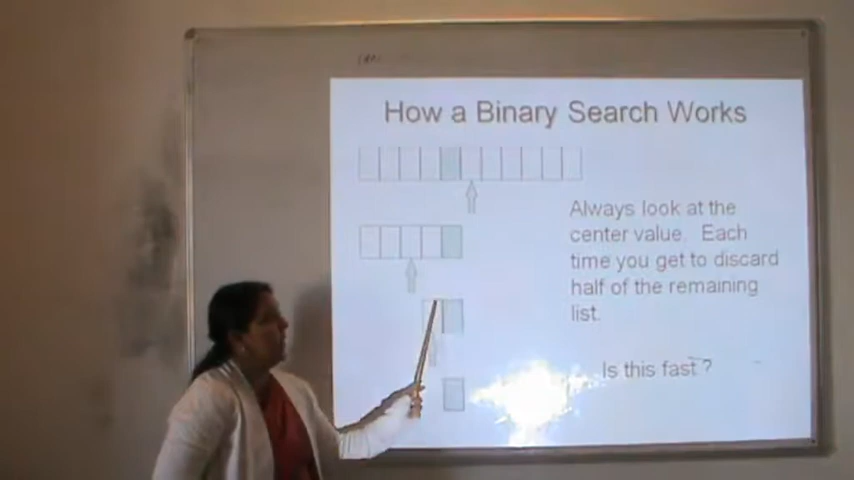 How a Binary Search Works
Always look at the
center value. Each
time you get to discard
half of the remaining
list.
Is this fast?